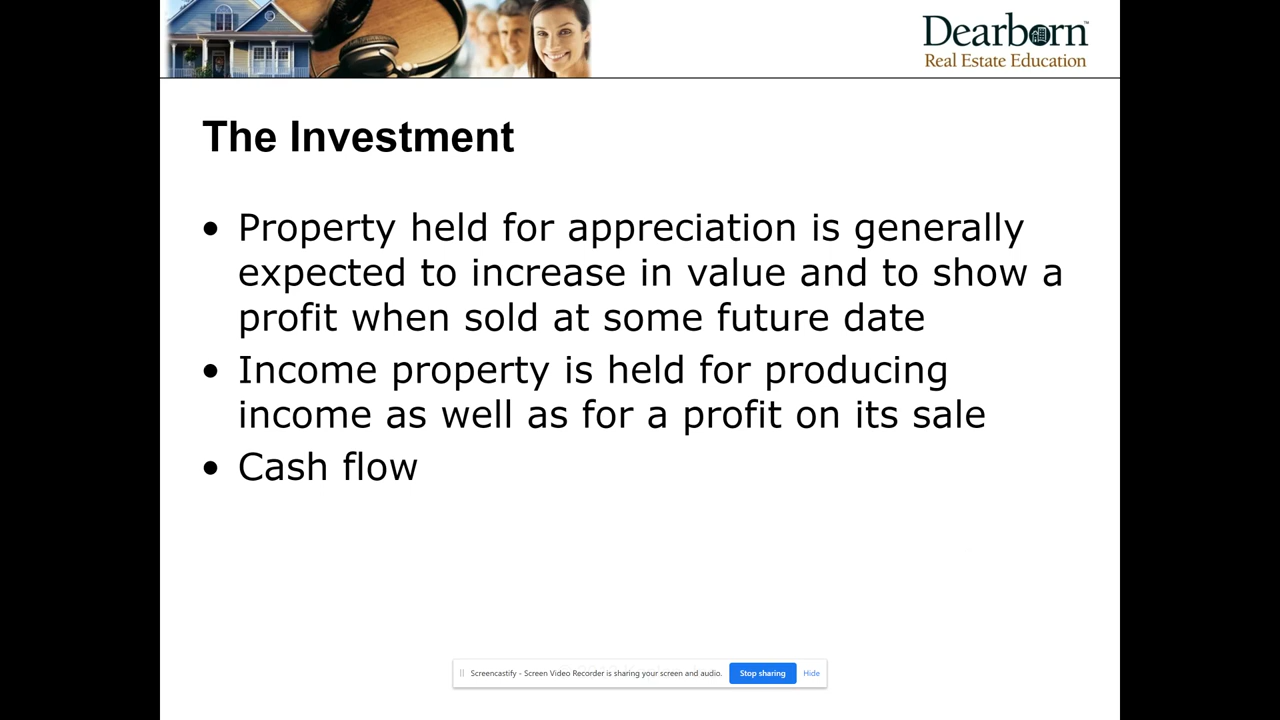 Dearborn™
Real Estate Education
The Investment
• Property held for appreciation is generally
expected to increase in value and to show a
profit when sold at some future date
• Income property is held for producing
income as well as for a profit on its sale
• Cash flow
Screencastify - Screen Video Recorder is sharing your screen and audio. Stop sharing Hide